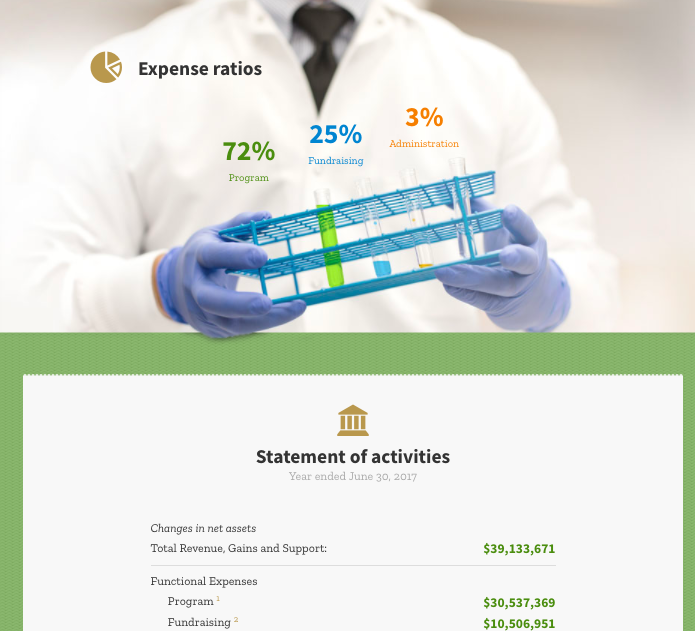 Expense ratios
3%
Administration
25%
Fundraising
72%
Program
Statement of activities
Year ended June 30, 2017
Changes in net assets
Total Revenue, Gains and Support: $39,133,671
Functional Expenses
Program 1 $30,537,369
Fundraising 2 $10,506,951